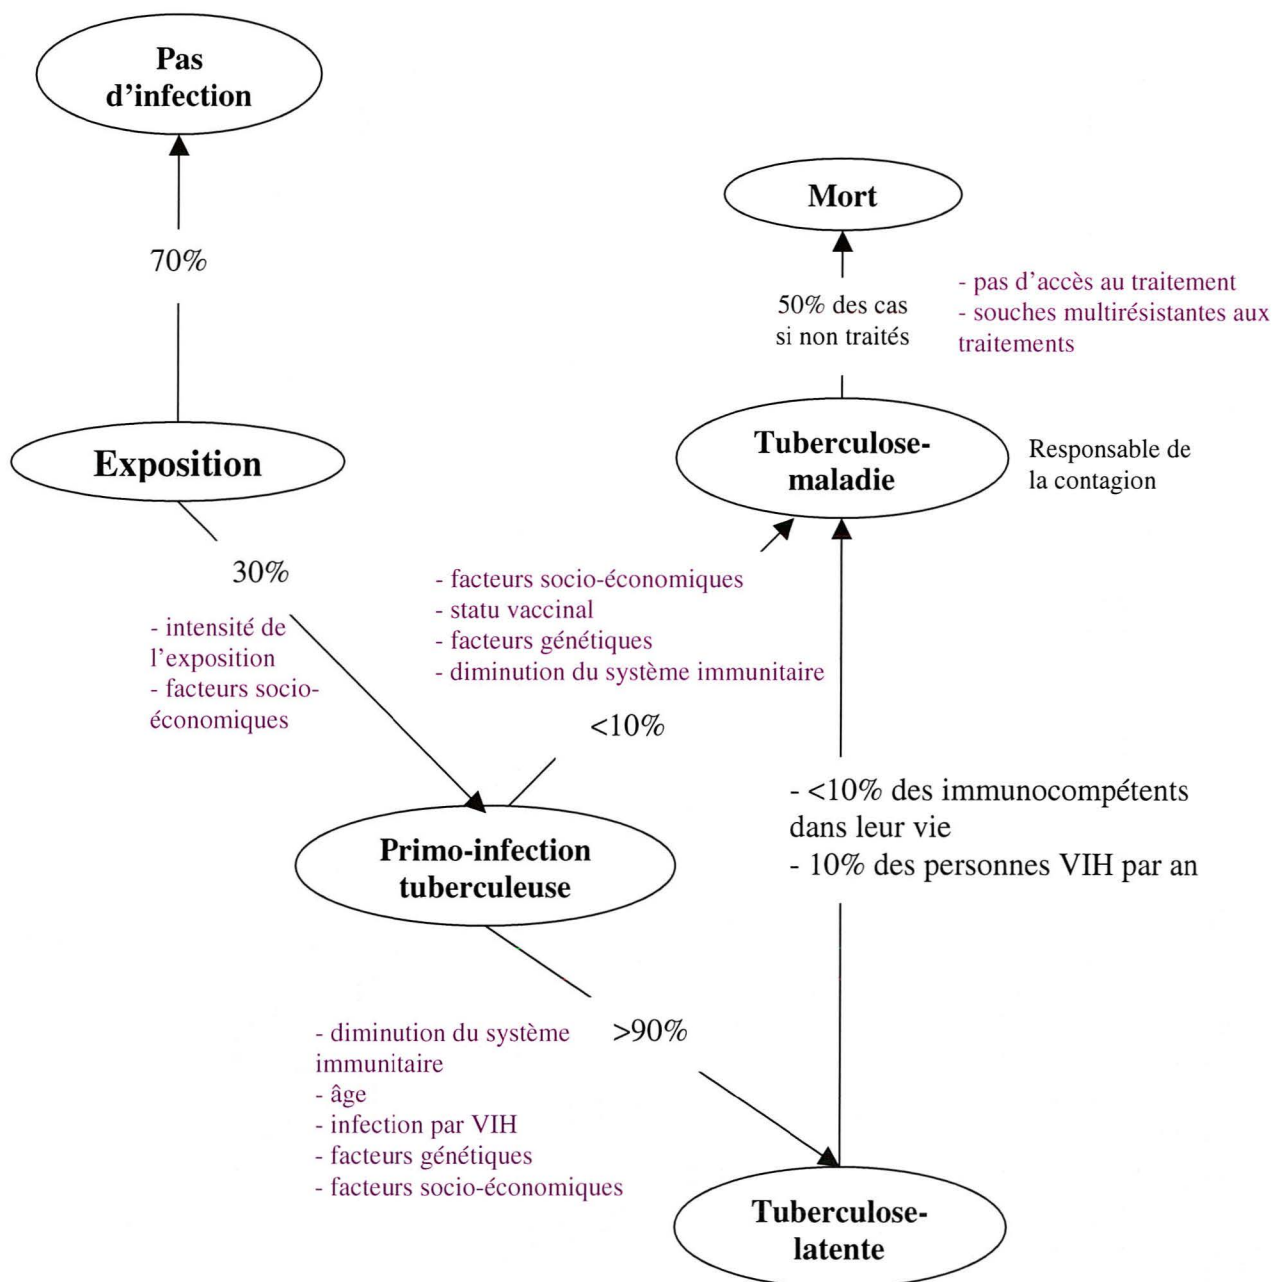 Pas
d'infection
70%
Exposition
Mort
50% des cas
si non traités
- pas d'accès au traitement
- souches multirésistantes aux
traitements
Tuberculose-
maladie
Responsable de
la contagion
30%
- intensité de
l'exposition
- facteurs socio-
économiques
- facteurs socio-économiques
- statu vaccinal
- facteurs génétiques
- diminution du système immunitaire
<10%
Primo-infection
tuberculeuse
- <10% des immunocompétents
dans leur vie
- 10% des personnes VIH par an
- diminution du système
immunitaire
- âge
- infection par VIH
- facteurs génétiques
- facteurs socio-économiques
>90%
Tuberculose-
latente